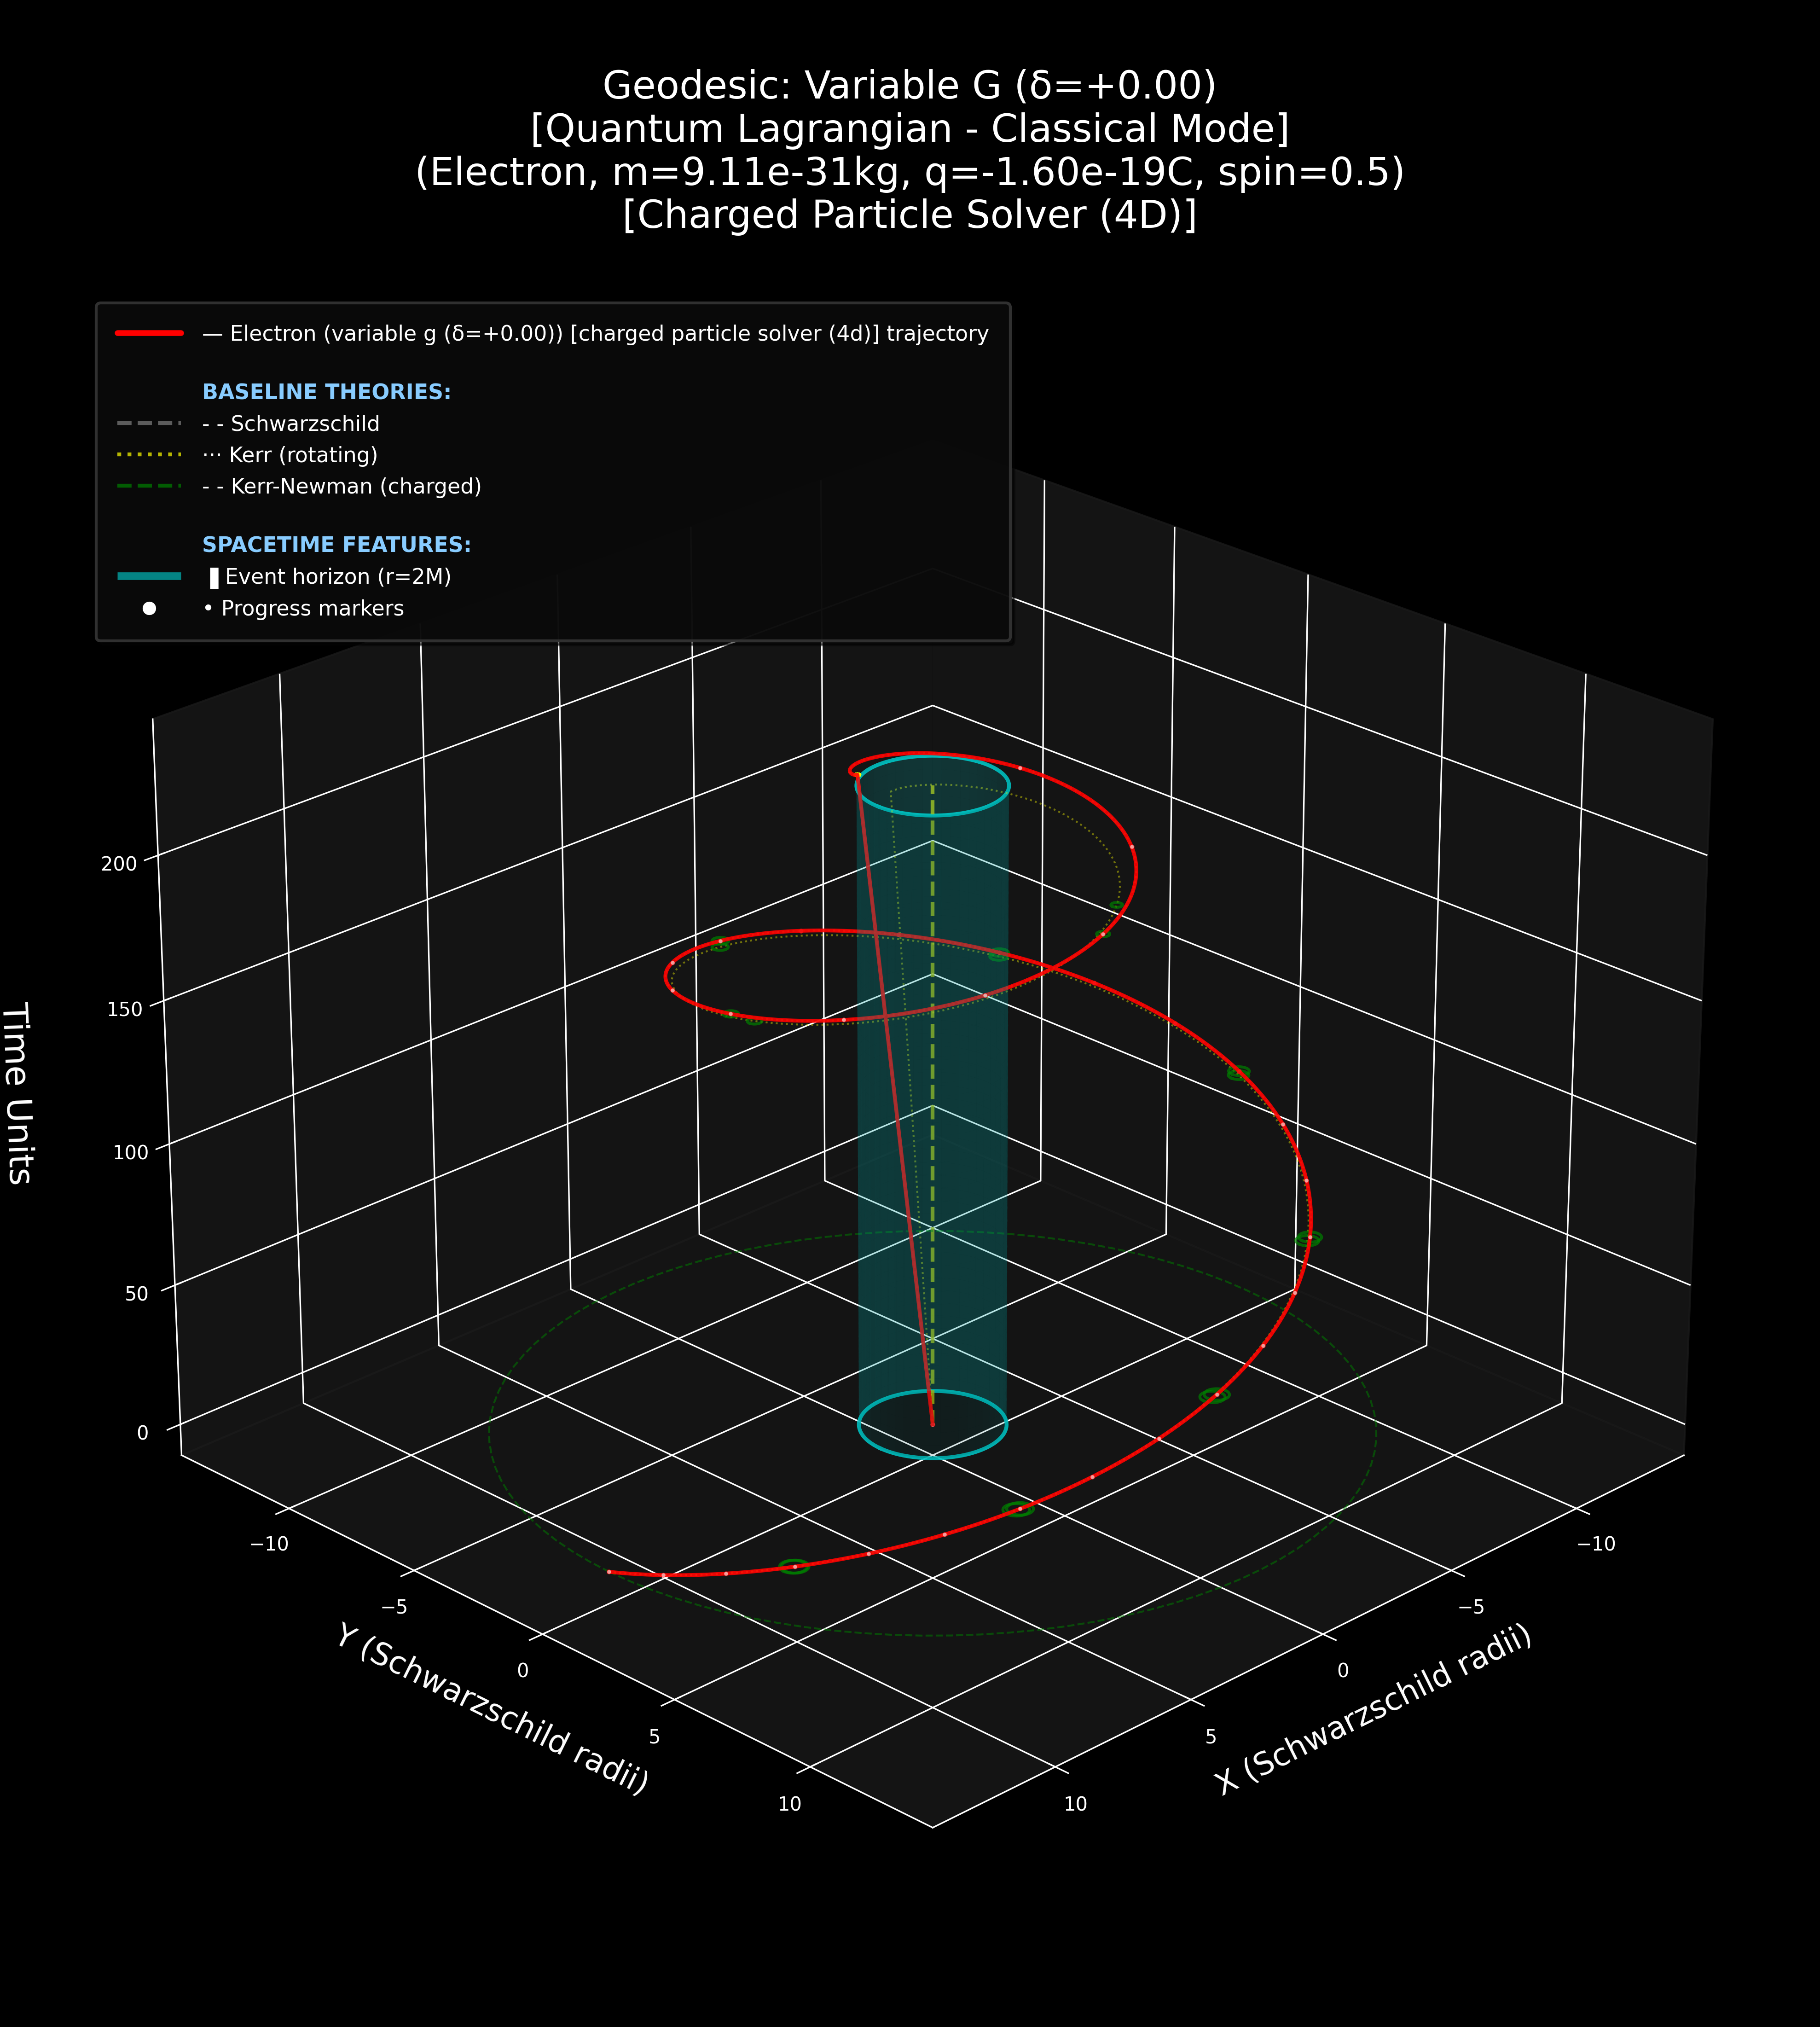 Geodesic: Variable G (δ=+0.00)
[Quantum Lagrangian - Classical Mode]
(Electron, m=9.11e-31kg, q=-1.60e-19C, spin=0.5)
[Charged Particle Solver (4D)]
— Electron (variable g (δ=+0.00)) [charged particle solver (4d)] trajectory
BASELINE THEORIES:
- - Schwarzschild
··· Kerr (rotating)
- - Kerr-Newman (charged)
SPACETIME FEATURES:
▌Event horizon (r=2M)
• Progress markers
Time Units
200
150
100
50
0
−10
−5
0
5
10
Y (Schwarzschild radii)
−10
−5
0
5
10
X (Schwarzschild radii)